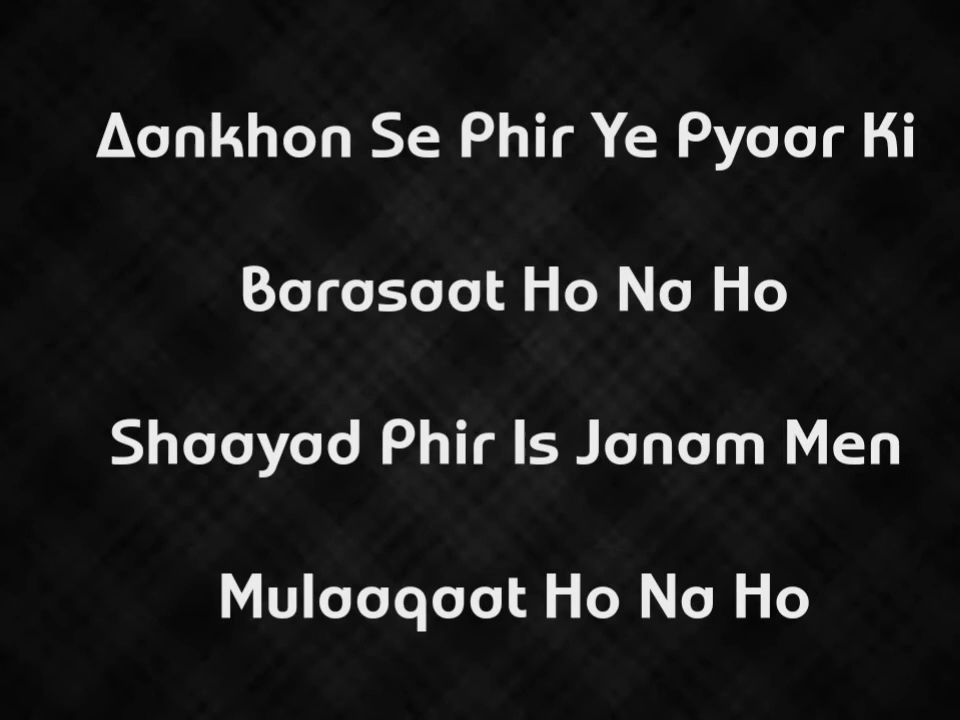 Aankhon Se Phir Ye Pyaar Ki
Barasaat Ho Na Ho
Shaayad Phir Is Janam Men
Mulaaqaat Ho Na Ho